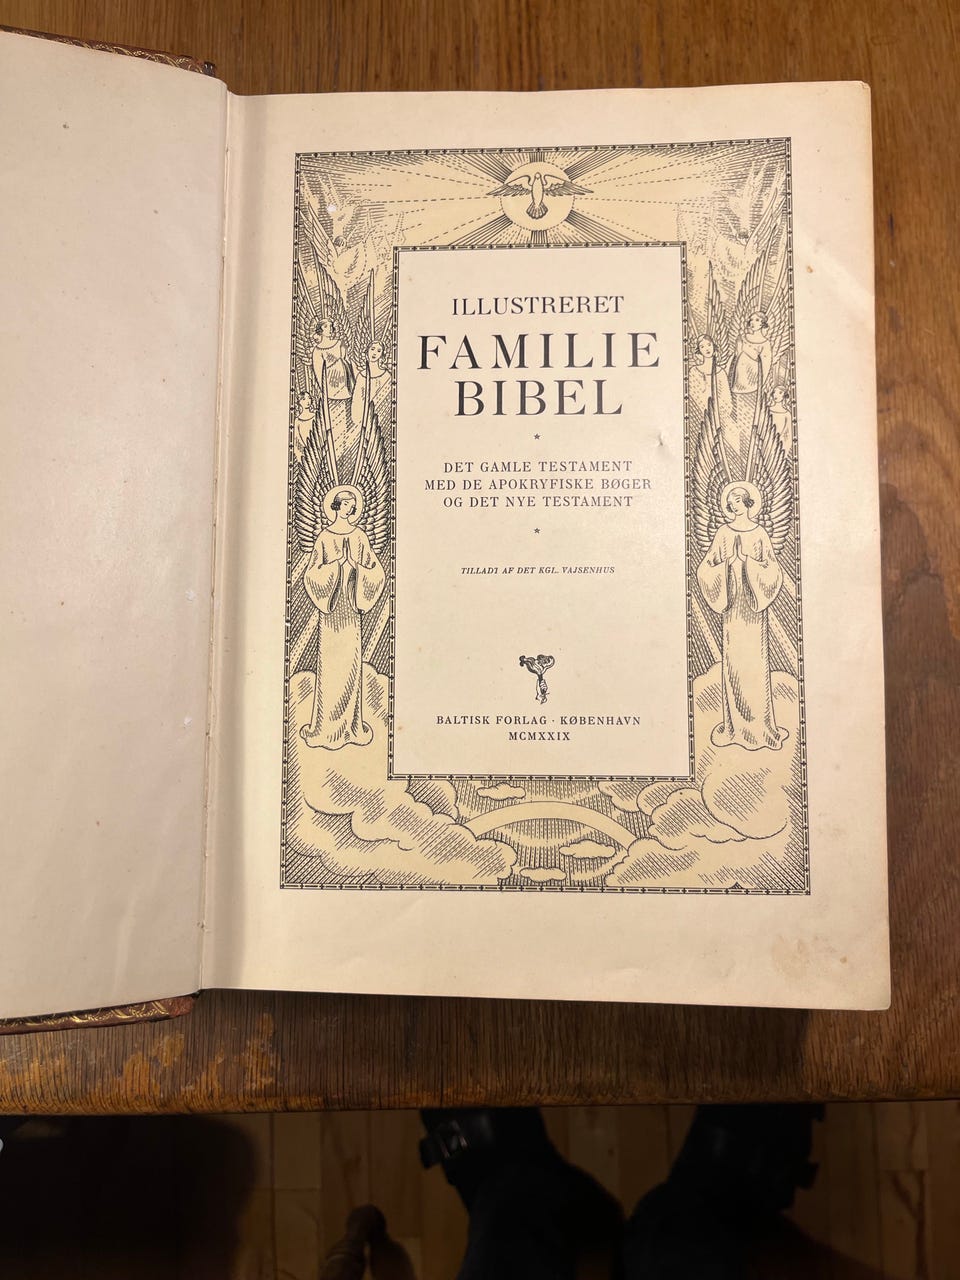 ILLUSTRERET
FAMILIE
BIBEL
*
DET GAMLE TESTAMENT
MED DE APOKRYFISKE BØGER
OG DET NYE TESTAMENT
*
TILLADT AF DET KGL. VAJSENHUS
BALTISK FORLAG · KØBENHAVN
MCMXXIX